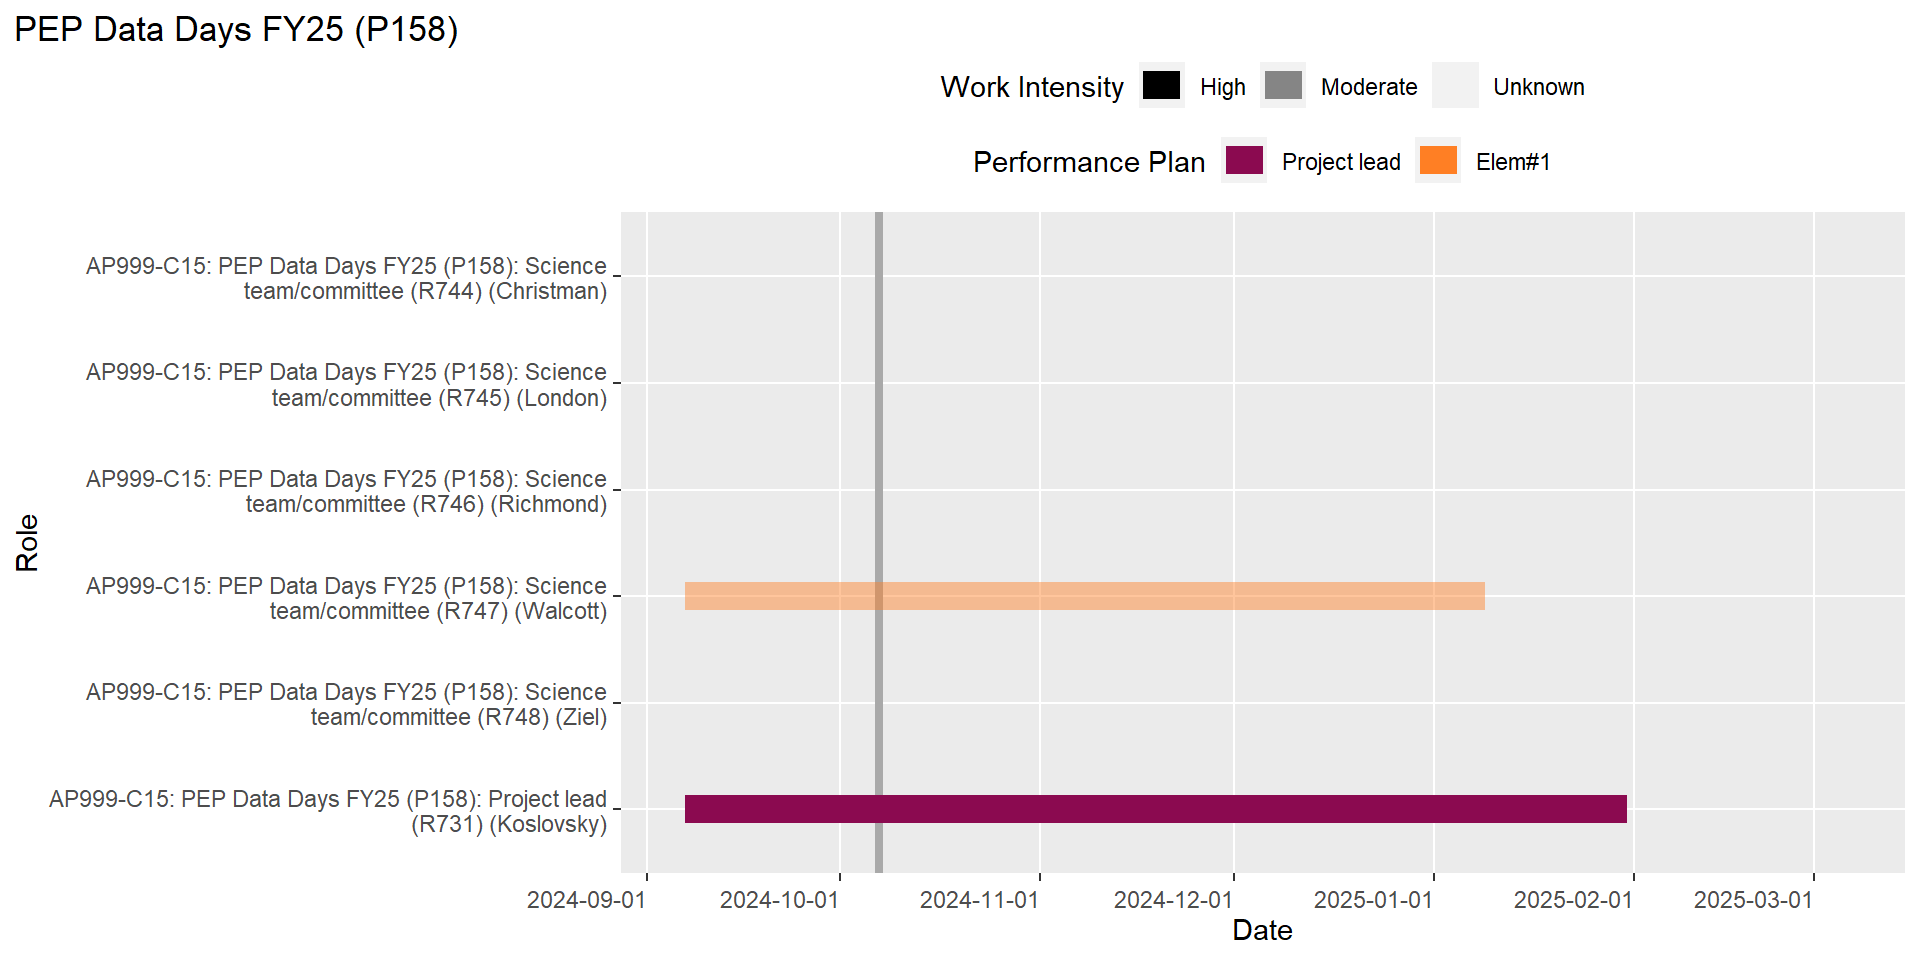 PEP Data Days FY25 (P158)
Work Intensity High Moderate Unknown
Performance Plan Project lead Elem#1
AP999-C15: PEP Data Days FY25 (P158): Science
team/committee (R744) (Christman)
AP999-C15: PEP Data Days FY25 (P158): Science
team/committee (R745) (London)
AP999-C15: PEP Data Days FY25 (P158): Science
team/committee (R746) (Richmond)
Role
AP999-C15: PEP Data Days FY25 (P158): Science
team/committee (R747) (Walcott)
AP999-C15: PEP Data Days FY25 (P158): Science
team/committee (R748) (Ziel)
AP999-C15: PEP Data Days FY25 (P158): Project lead
(R731) (Koslovsky)
2024-09-01 2024-10-01 2024-11-01 2024-12-01 2025-01-01 2025-02-01 2025-03-01
Date